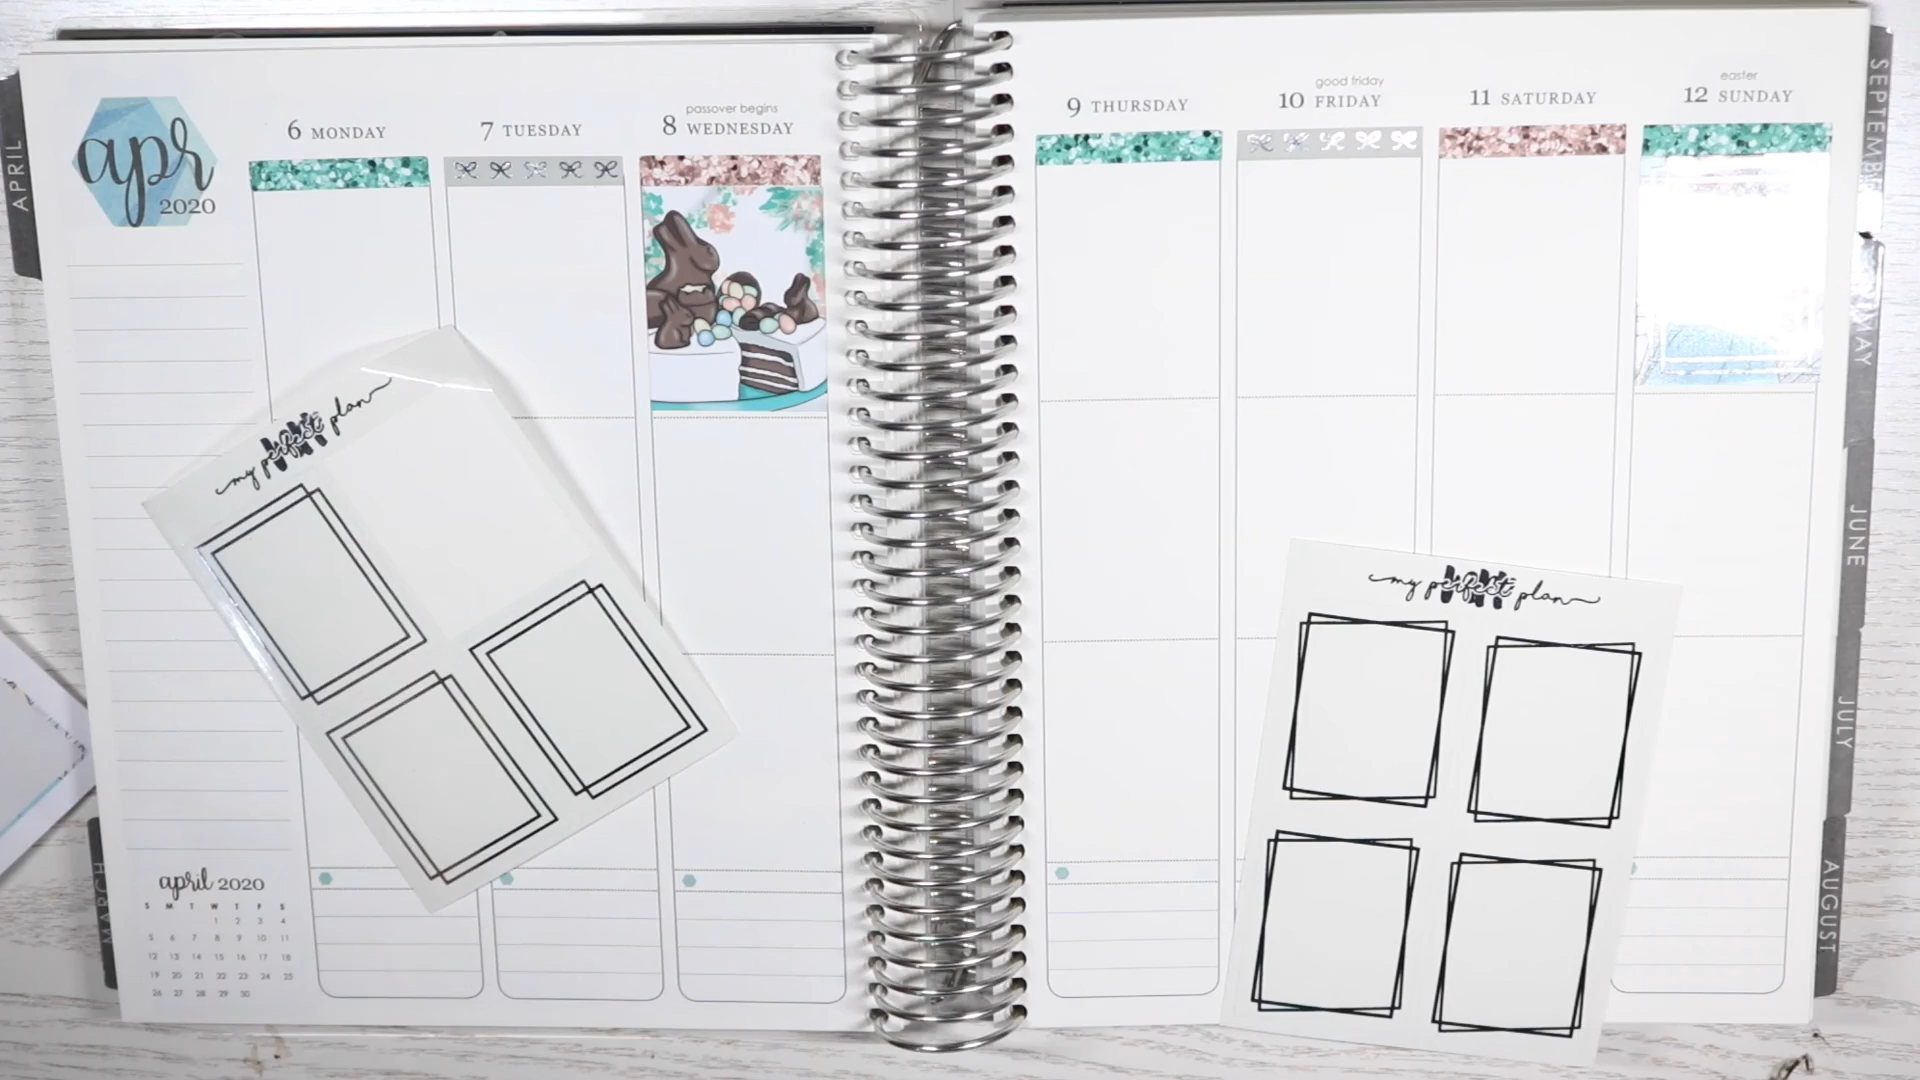 apr
2020
6 MONDAY
7 TUESDAY
passover begins
8 WEDNESDAY
9 THURSDAY
good friday
10 FRIDAY
11 SATURDAY
easter
12 SUNDAY
APRIL
MARCH
my perfect plan
my perfect plan
april 2020
S M T W T F S
1 2 3 4
5 6 7 8 9 10 11
12 13 14 15 16 17 18
19 20 21 22 23 24 25
26 27 28 29 30
SEPTEMBER
MAY
JUNE
JULY
AUGUST